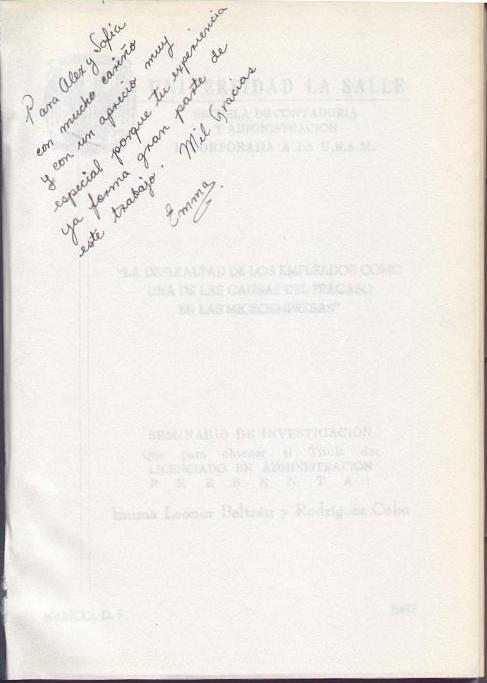 Para Alex y Sofía
con mucho cariño
y con un aprecio muy
especial porque tu experiencia
ya forma gran parte de
este trabajo. Mil Gracias
Emma
UNIVERSIDAD LA SALLE
ESCUELA DE CONTADURIA
Y ADMINISTRACION
INCORPORADA A LA U.N.A.M.
"LA DESLEALTAD DE LOS EMPLEADOS COMO
UNA DE LAS CAUSAS DEL FRACASO
EN LAS MICROEMPRESAS"
SEMINARIO DE INVESTIGACION
Que para obtener el Título de:
LICENCIADO EN ADMINISTRACION
P R E S E N T A :
Emma Leonor Beltrán y Rodríguez Cabo
MEXICO, D. F.